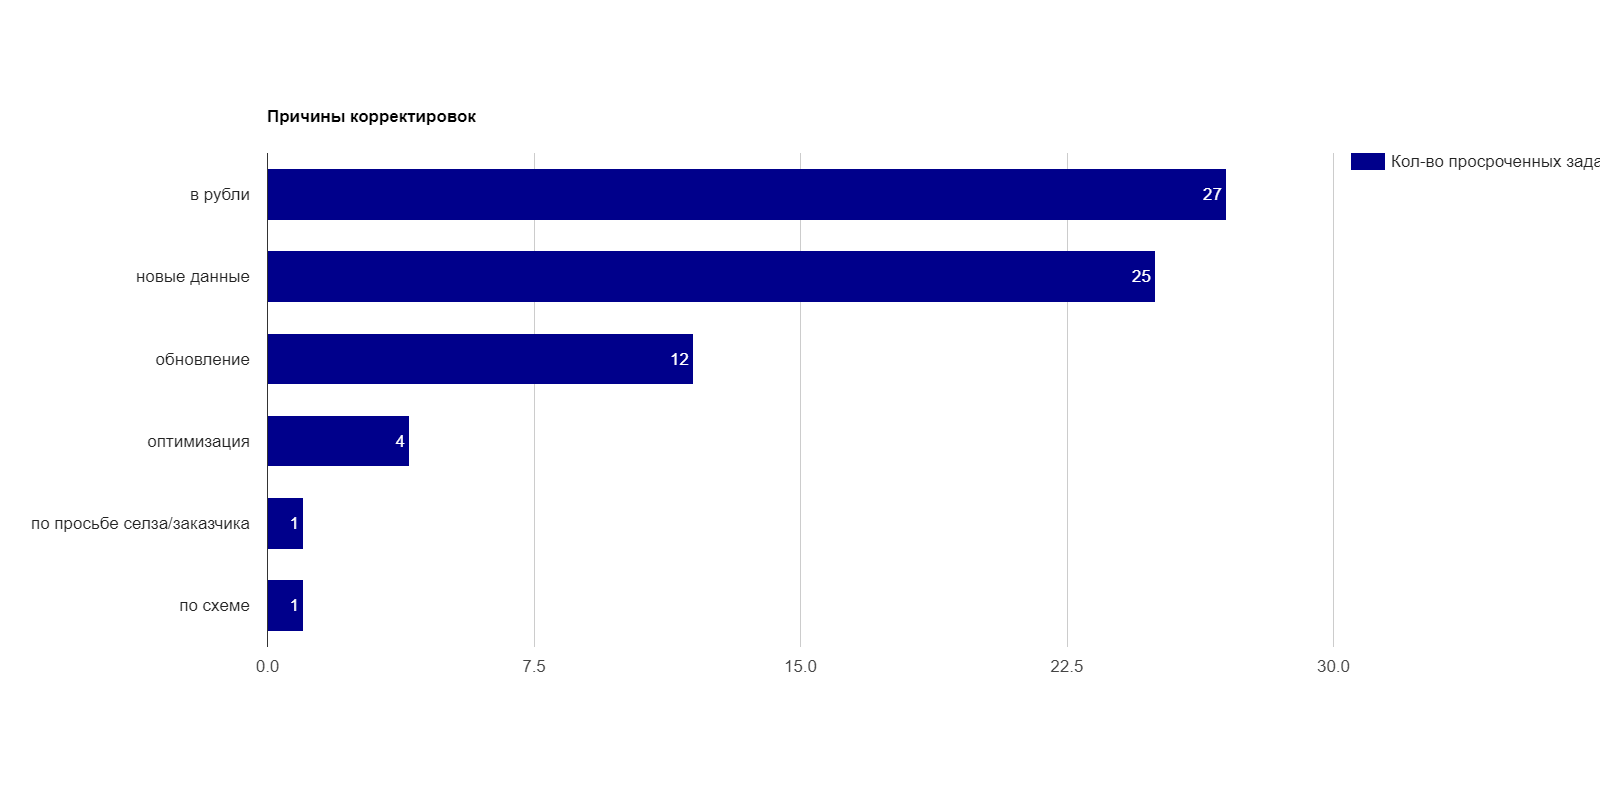 Причины корректировок
Кол-во просроченных
в рубли
27
новые данные
25
обновление
12
оптимизация
4
по просьбе селза/заказчика
1
по схеме
1
0.0 7.5 15.0 22.5 30.0